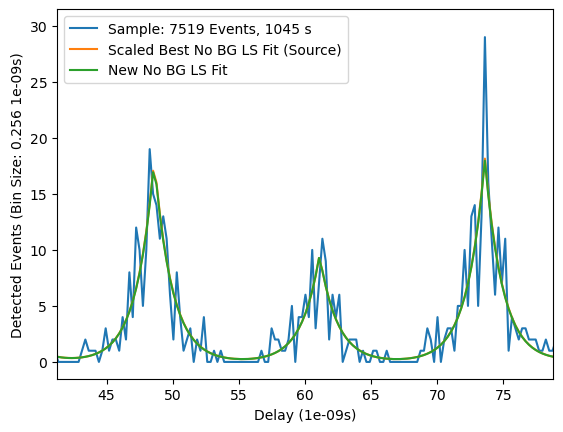 Sample: 7519 Events, 1045 s
Scaled Best No BG LS Fit (Source)
New No BG LS Fit
30
25
20
15
10
5
0
Detected Events (Bin Size: 0.256 1e-09s)
45 50 55 60 65 70 75
Delay (1e-09s)